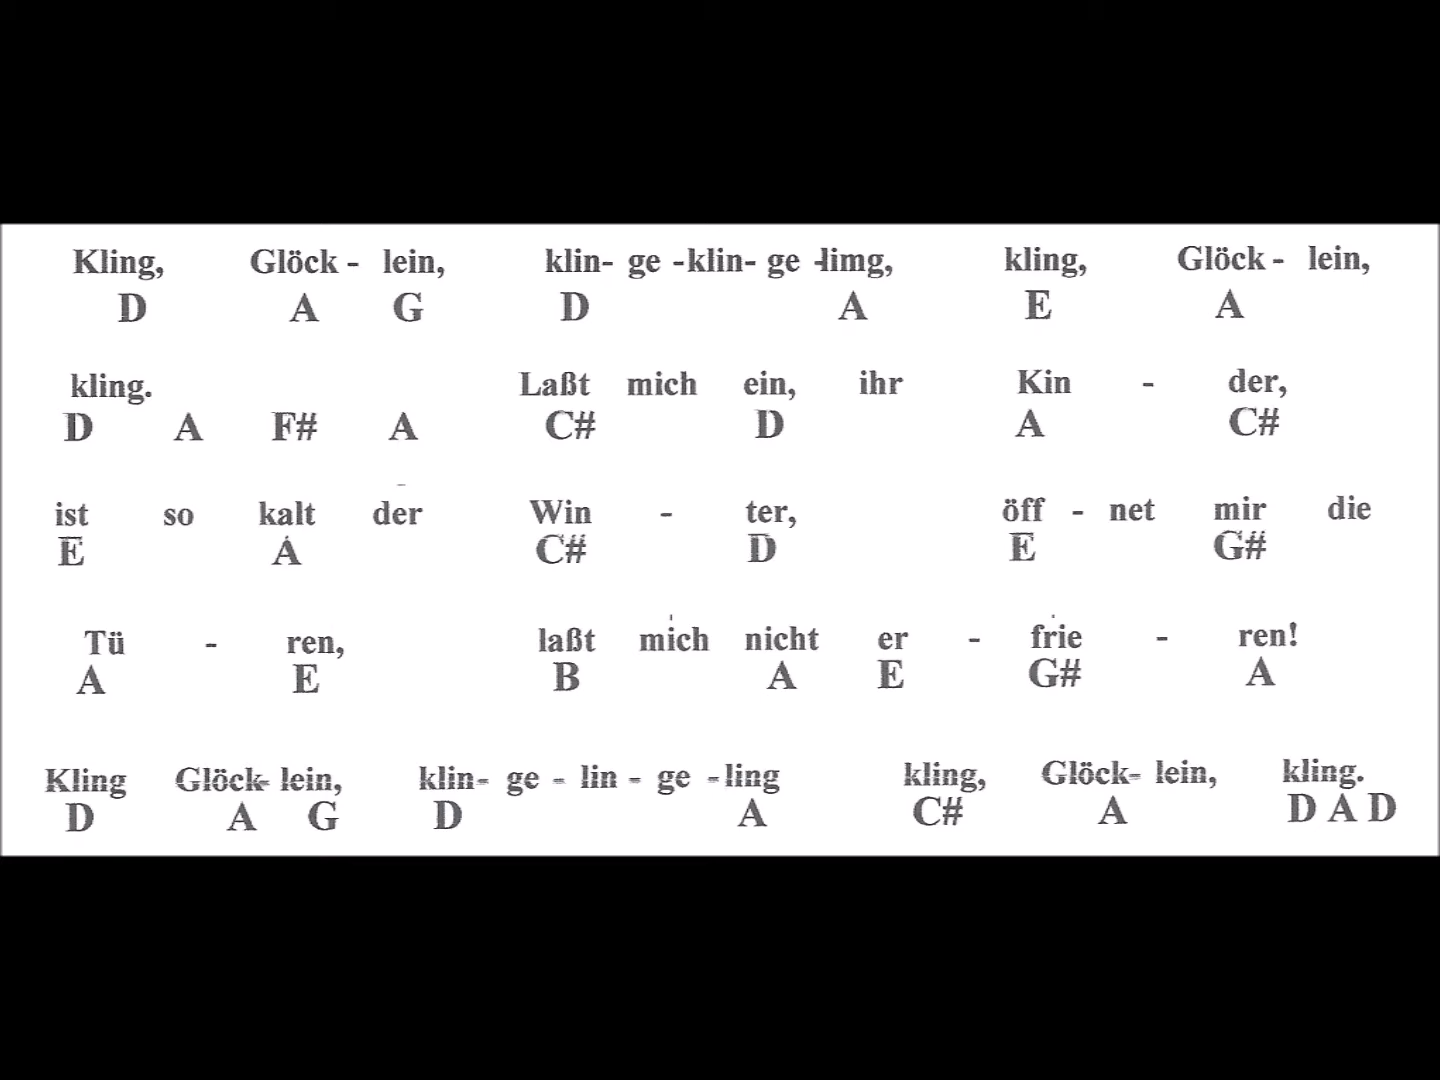 Kling, Glöck - lein, klin- ge -klin- ge -limg, kling, Glöck - lein,
D A G D A E A
kling. Laßt mich ein, ihr Kin - der,
D A F# A C# D A C#
ist so kalt der Win - ter, öff - net mir die
E A C# D E G#
Tü - ren, laßt mich nicht er - frie - ren!
A E B A E G# A
Kling Glöck- lein, klin- ge - lin - ge - ling kling, Glöck- lein, kling.
D A G D A C# A D A D